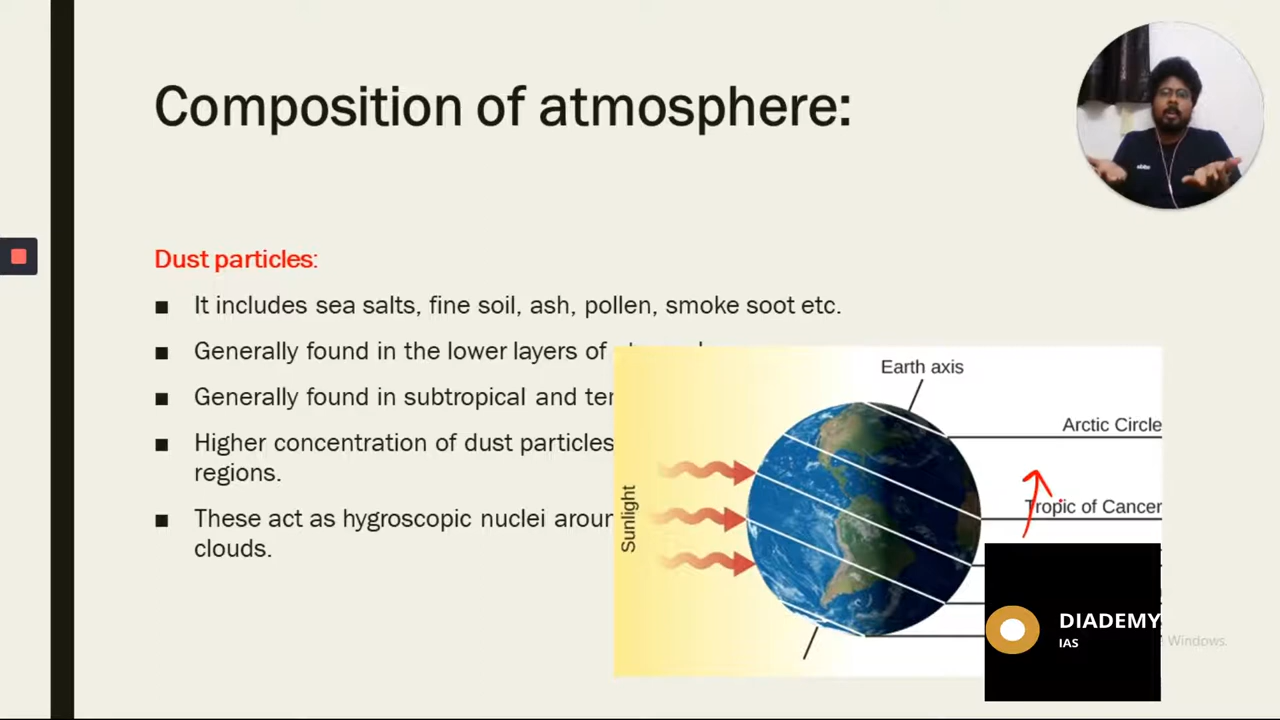 Composition of atmosphere:
Dust particles:
■ It includes sea salts, fine soil, ash, pollen, smoke soot etc.
■ Generally found in the lower layers of
■ Generally found in subtropical and
■ Higher concentration of dust particles
regions.
■ These act as hygroscopic nuclei
clouds.
Earth axis
Arctic Circle
Tropic of Cancer
Sunlight
DIADEMY
IAS
Windows.